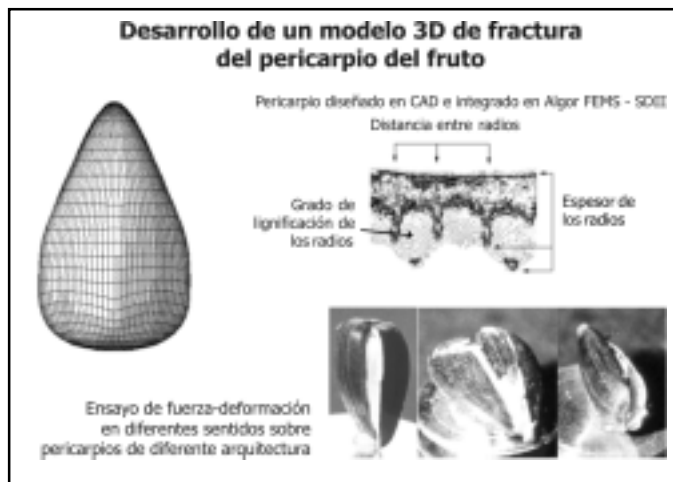 Desarrollo de un modelo 3D de fractura
del pericarpio del fruto
Pericarpio diseñado en CAD e integrado en Algor FEMS - SDII
Distancia entre radios
Grado de
lignificación de
los radios
Espesor de
los radios
Ensayo de fuerza-deformación
en diferentes sentidos sobre
pericarpios de diferente arquitectura